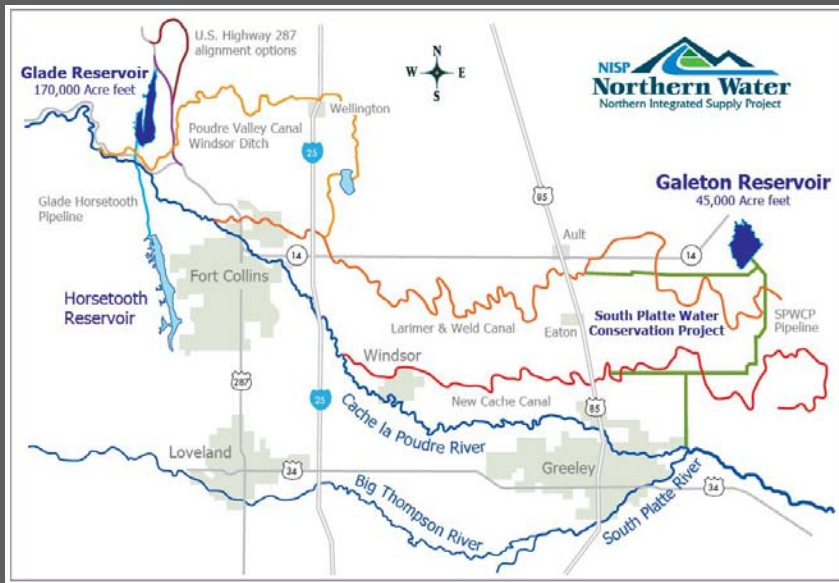 U.S. Highway 287
alignment options
Glade Reservoir
170,000 Acre feet
N
W
E
S
NISP
Northern Water
Northern Integrated Supply Project
Wellington
Poudre Valley Canal
Windsor Ditch
25
85
Galeton Reservoir
45,000 Acre feet
Glade Horsetooth
Pipeline
Ault
14
14
Fort Collins
Horsetooth
Reservoir
Larimer & Weld Canal
Eaton
South Platte Water
Conservation Project
SPWCP
Pipeline
Windsor
287
25
New Cache Canal
85
Cache la Poudre River
Loveland
34
Greeley
Big Thompson River
South Platte River
34